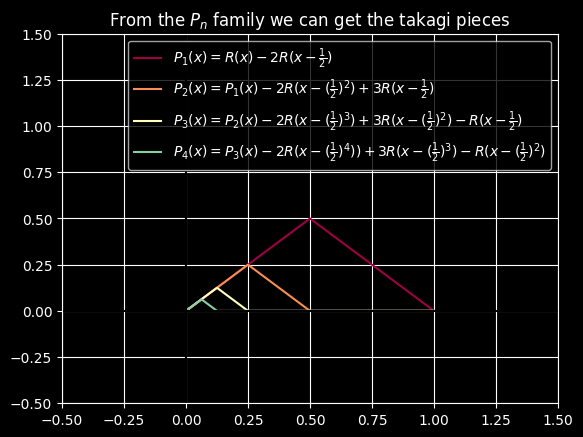 From the $P_n$ family we can get the takagi pieces
1.50
$P_1(x) = R(x) - 2R(x - \frac{1}{2})$
1.25
$P_2(x) = P_1(x) - 2R(x - (\frac{1}{2})^2) + 3R(x - \frac{1}{2})$
1.00
$P_3(x) = P_2(x) - 2R(x - (\frac{1}{2})^3) + 3R(x - (\frac{1}{2})^2) - R(x - \frac{1}{2})$
$P_4(x) = P_3(x) - 2R(x - (\frac{1}{2})^4)) + 3R(x - (\frac{1}{2})^3) - R(x - (\frac{1}{2})^2)$
0.75
0.50
0.25
0.00
−0.25
−0.50
−0.50 −0.25 0.00 0.25 0.50 0.75 1.00 1.25 1.50